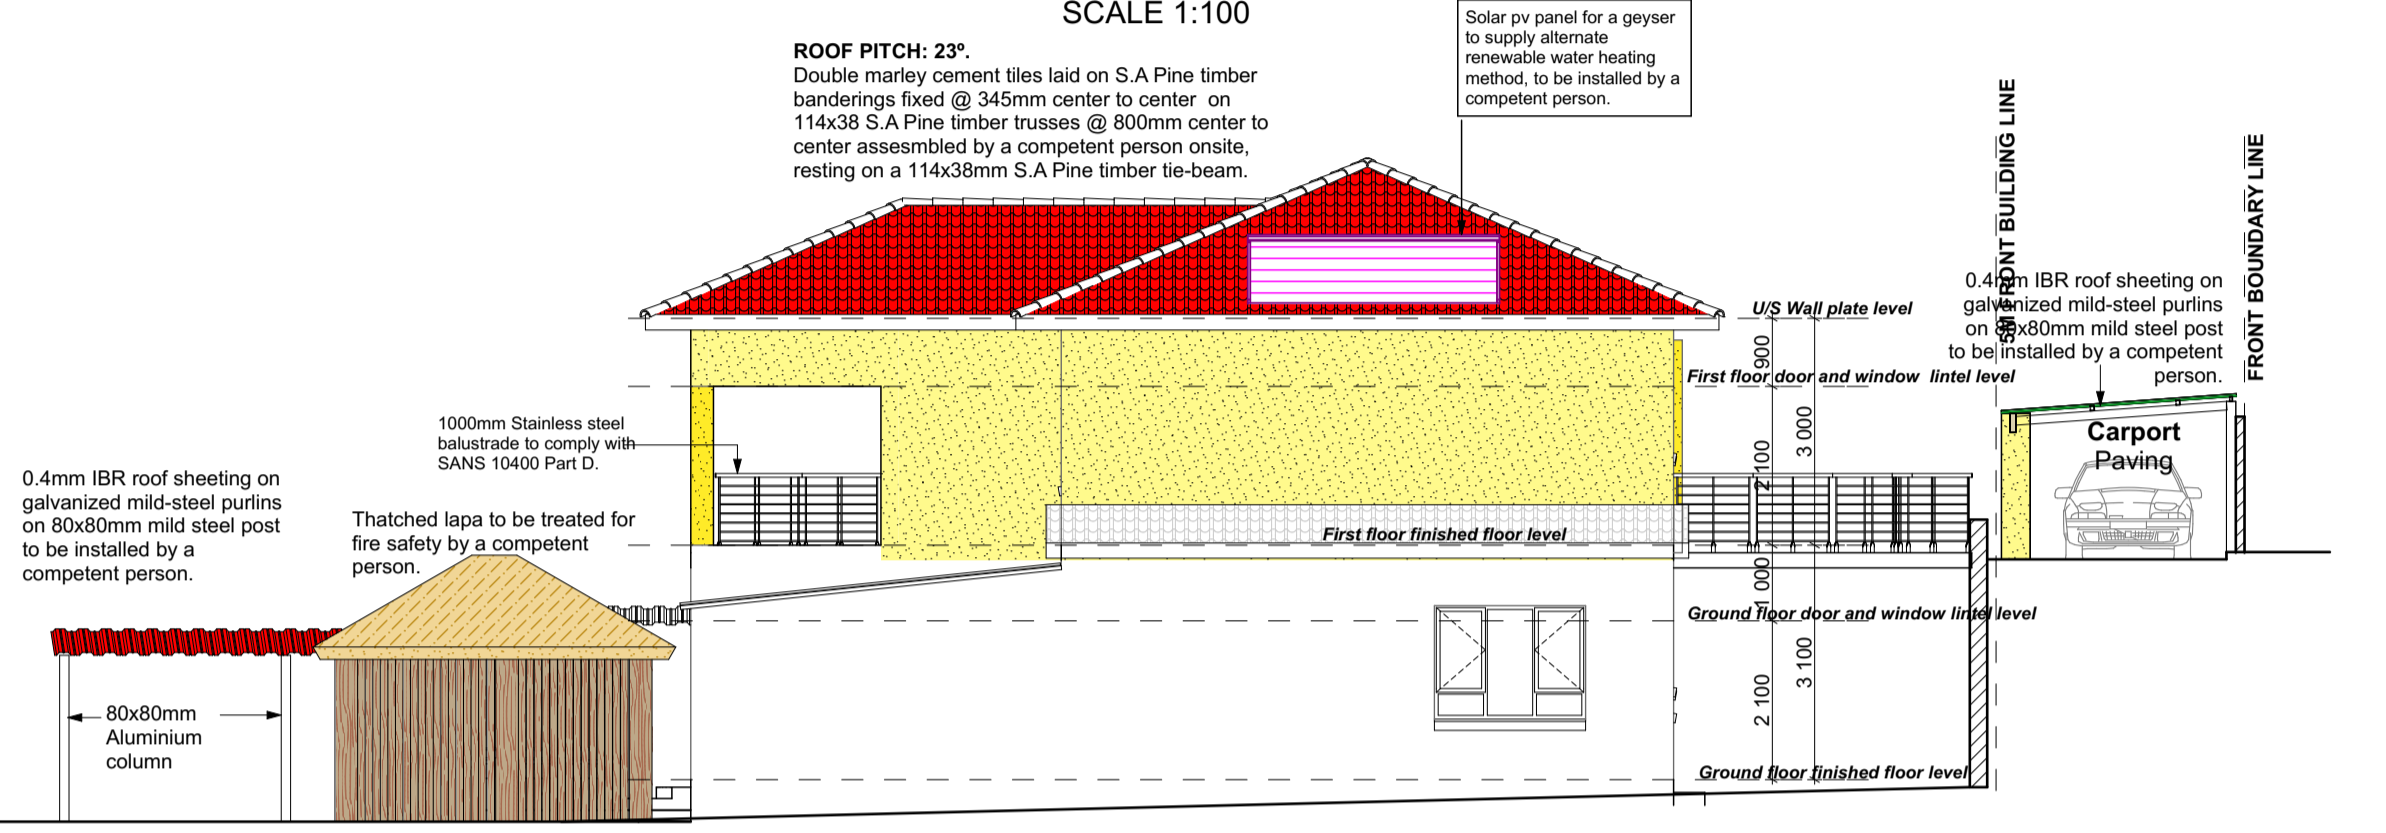 SCALE 1:100
ROOF PITCH: 23º.
Double marley cement tiles laid on S.A Pine timber
banderings fixed @ 345mm center to center on
114x38 S.A Pine timber trusses @ 800mm center to
center assesmbled by a competent person onsite,
resting on a 114x38mm S.A Pine timber tie-beam.
Solar pv panel for a geyser
to supply alternate
renewable water heating
method, to be installed by a
competent person.
5M FRONT BUILDING LINE
FRONT BOUNDARY LINE
0.4mm IBR roof sheeting on
galvanized mild-steel purlins
on 80x80mm mild steel post
to be installed by a competent
person.
U/S Wall plate level
900
First floor door and window lintel level
3 000
2 100
Carport
Paving
1000mm Stainless steel
balustrade to comply with
SANS 10400 Part D.
0.4mm IBR roof sheeting on
galvanized mild-steel purlins
on 80x80mm mild steel post
to be installed by a
competent person.
Thatched lapa to be treated for
fire safety by a competent
person.
First floor finished floor level
1 000
Ground floor door and window lintel level
3 100
2 100
80x80mm
Aluminium
column
Ground floor finished floor level